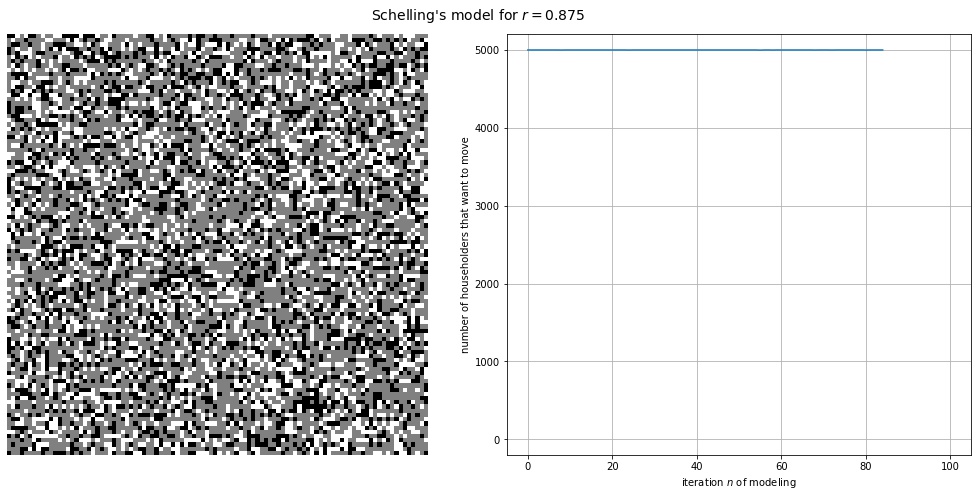 Schelling's model for r = 0.875
number of householders that want to move
5000
4000
3000
2000
1000
0
0 20 40 60 80 100
iteration n of modeling